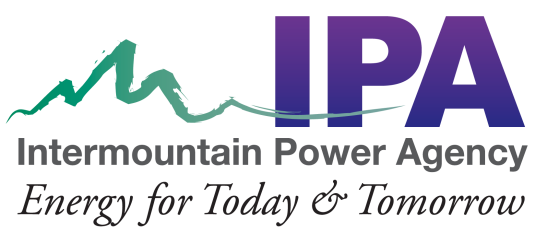 IPA
Intermountain Power Agency
Energy for Today & Tomorrow